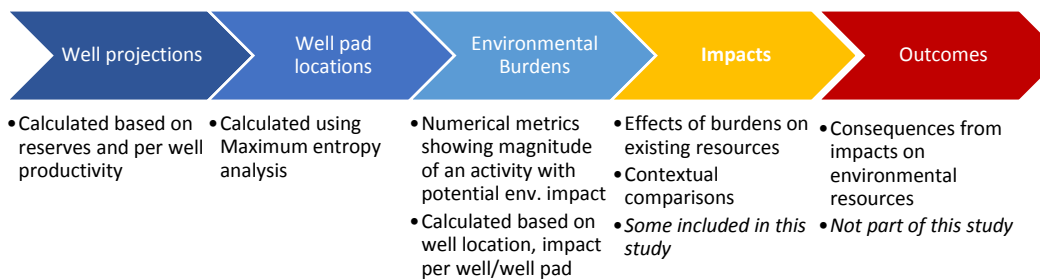 Well projections
Well pad
locations
Environmental
Burdens
Impacts
Outcomes
•Calculated based on
reserves and per well
productivity
•Calculated using
Maximum entropy
analysis
•Numerical metrics
showing magnitude
of an activity with
potential env. impact
•Calculated based on
well location, impact
per well/well pad
•Effects of burdens on
existing resources
•Contextual
comparisons
•Some included in this
study
•Consequences from
impacts on
environmental
resources
•Not part of this study